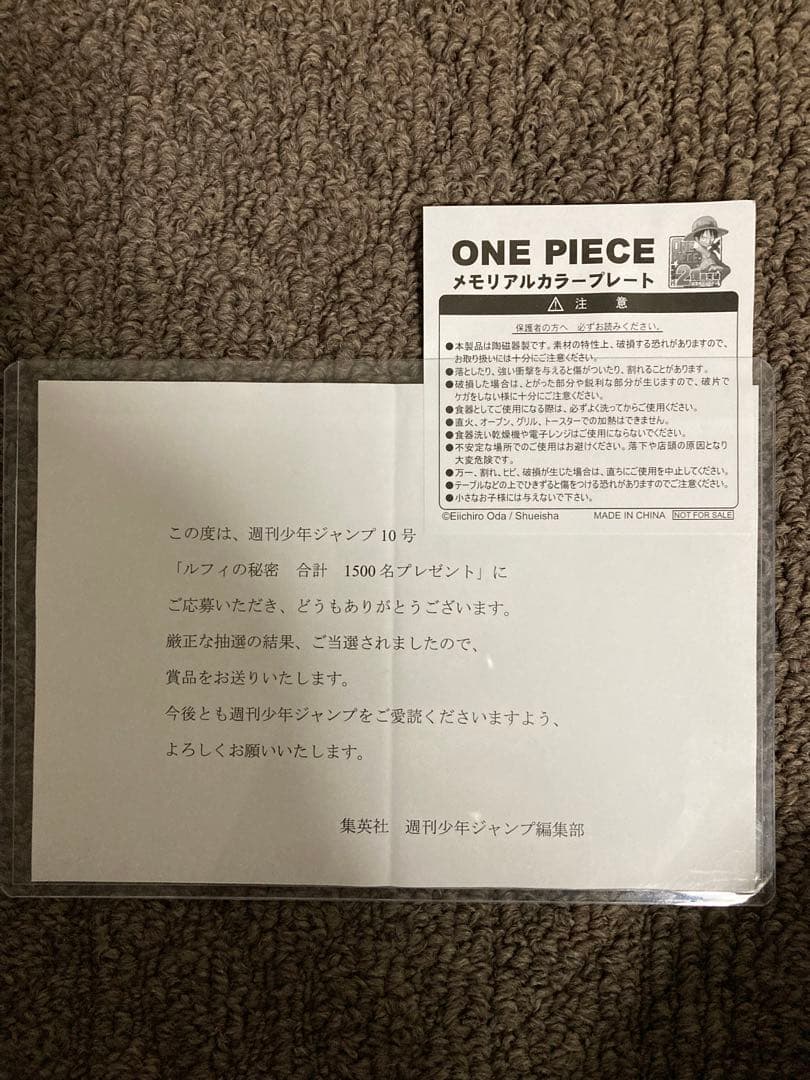 ONE PIECE
メモリアルカラープレート
⚠ 注 意
保護者の方へ 必ずお読みください。
●本製品は陶磁器製です。素材の特性上、破損する恐れがありますので、
お取り扱いには十分にご注意ください。
●落としたり、強い衝撃を与えると傷がついたり、割れることがあります。
●破損した場合は、とがった部分や鋭利な部分が生じますので、破片で
ケガをしない様に十分にご注意ください。
●食器としてご使用になる際は、必ずよく洗ってからご使用ください。
●直火、オーブン、グリル、トースターでの加熱はできません。
●食器洗い乾燥機や電子レンジはご使用にならないでください。
●不安定な場所でのご使用はお避けください。落下や店頭の原因となり
大変危険です。
●万一、割れ、ヒビ、破損が生じた場合は、直ちにご使用を中止してください。
●テーブルなどの上でひきずると傷をつける恐れがありますのでご注意ください。
●小さなお子様には与えないで下さい。
©Eiichiro Oda / Shueisha MADE IN CHINA NOT FOR SALE
この度は、週刊少年ジャンプ10号
「ルフィの秘密 合計 1500名プレゼント」に
ご応募いただき、どうもありがとうございます。
厳正な抽選の結果、ご当選されましたので、
賞品をお送りいたします。
今後とも週刊少年ジャンプをご愛読くださいますよう、
よろしくお願いいたします。
集英社 週刊少年ジャンプ編集部